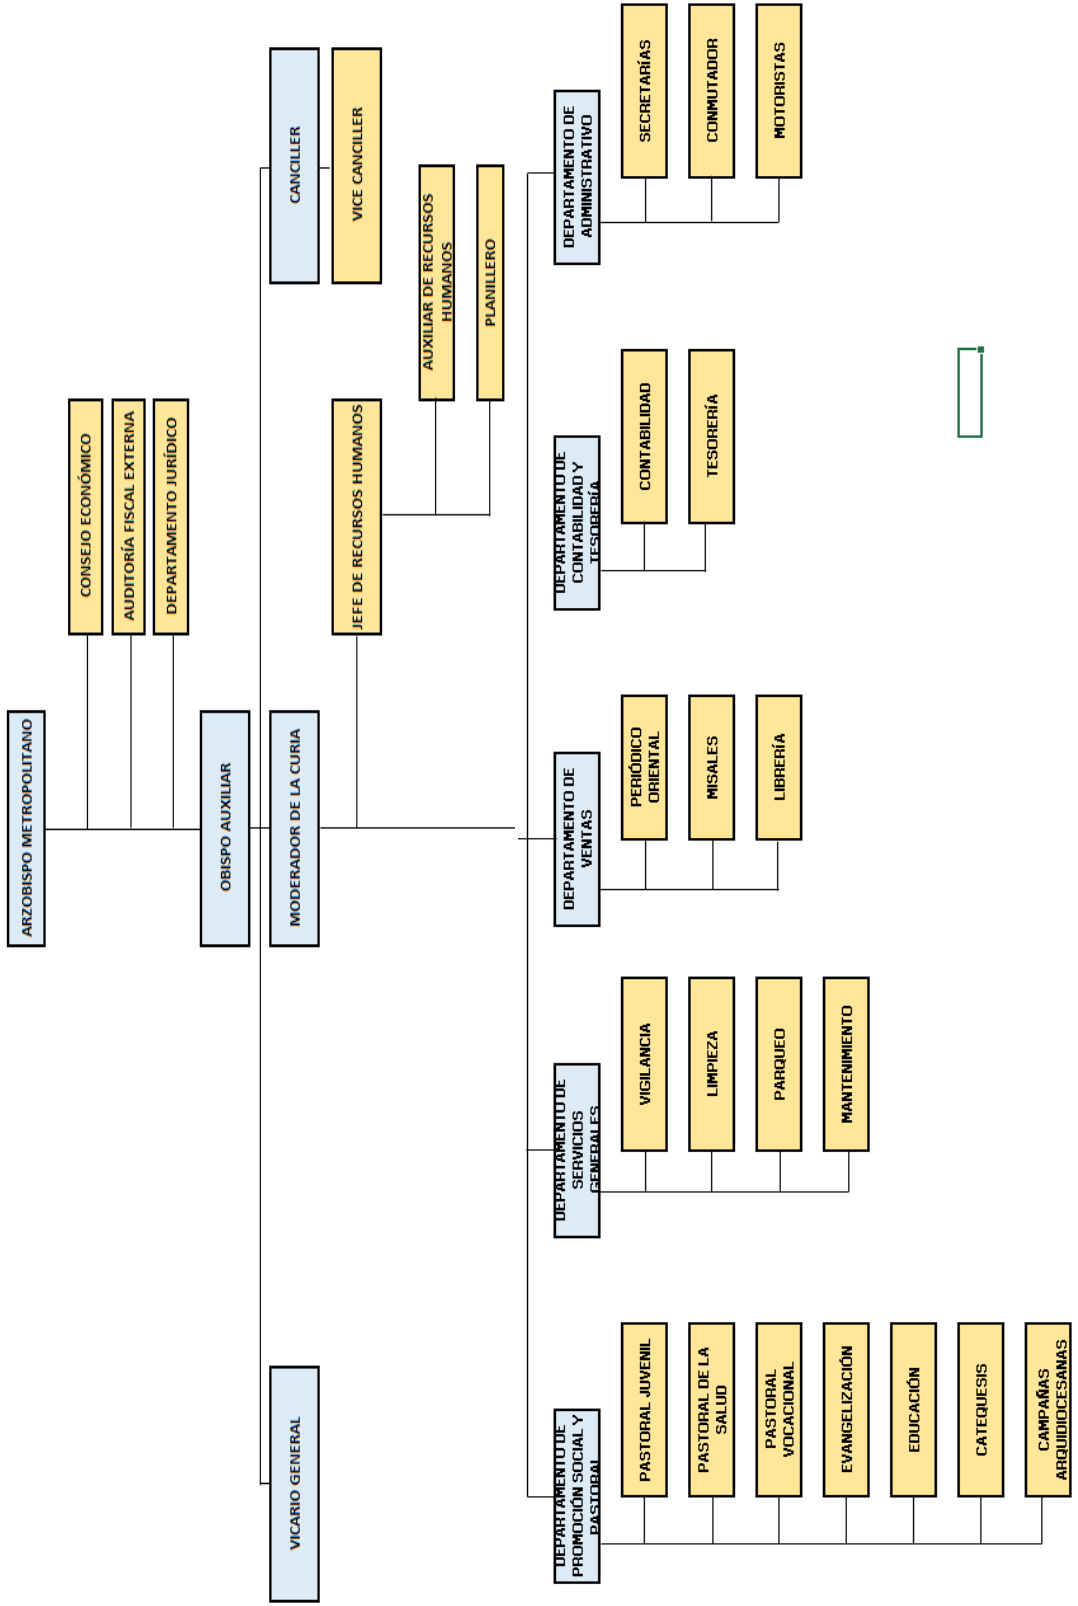 ARZOBISPO METROPOLITANO
CONSEJO ECONÓMICO
AUDITORÍA FISCAL EXTERNA
DEPARTAMENTO JURÍDICO
OBISPO AUXILIAR
VICARIO GENERAL
MODERADOR DE LA CURIA
CANCILLER
VICE CANCILLER
JEFE DE RECURSOS HUMANOS
AUXILIAR DE RECURSOS
HUMANOS
PLANILLERO
DEPARTAMENTO DE
PROMOCIÓN SOCIAL Y
PASTORAL
PASTORAL JUVENIL
PASTORAL DE LA
SALUD
PASTORAL
VOCACIONAL
EVANGELIZACIÓN
EDUCACIÓN
CATEQUESIS
CAMPAÑAS
ARQUIDIOCESANAS
DEPARTAMENTO DE
SERVICIOS
GENERALES
VIGILANCIA
LIMPIEZA
PARQUEO
MANTENIMIENTO
DEPARTAMENTO DE
VENTAS
PERIÓDICO
ORIENTAL
MISALES
LIBRERÍA
DEPARTAMENTO DE
CONTABILIDAD Y
TESORERÍA
CONTABILIDAD
TESORERÍA
DEPARTAMENTO DE
ADMINISTRATIVO
SECRETARÍAS
CONMUTADOR
MOTORISTAS